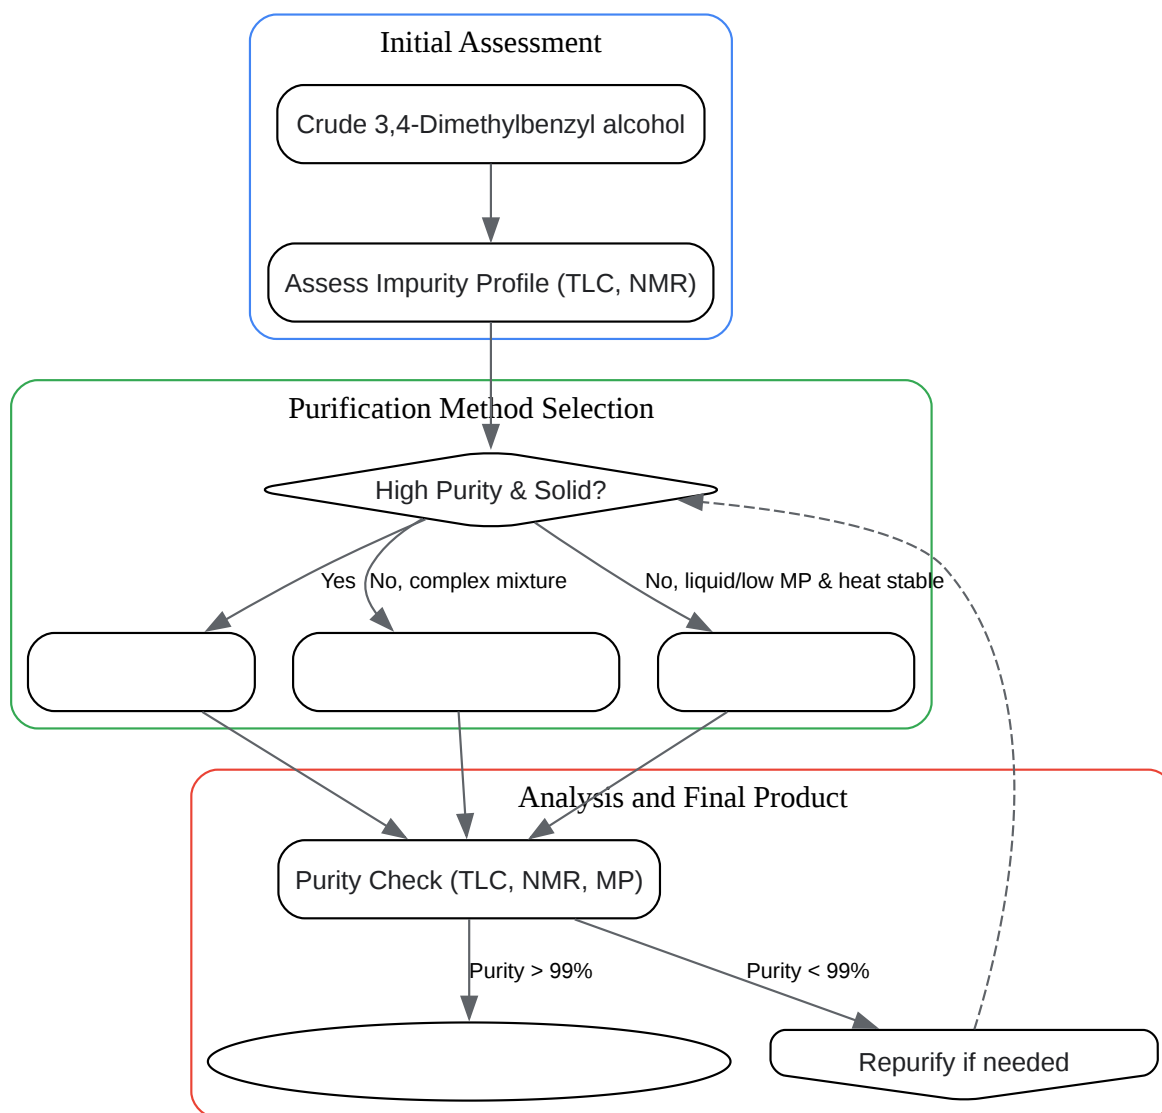 Initial Assessment
Crude 3,4-Dimethylbenzyl alcohol
Assess Impurity Profile (TLC, NMR)
Purification Method Selection
High Purity & Solid?
Yes
No, complex mixture
No, liquid/low MP & heat stable
Analysis and Final Product
Purity Check (TLC, NMR, MP)
Purity > 99%
Purity < 99%
Repurify if needed